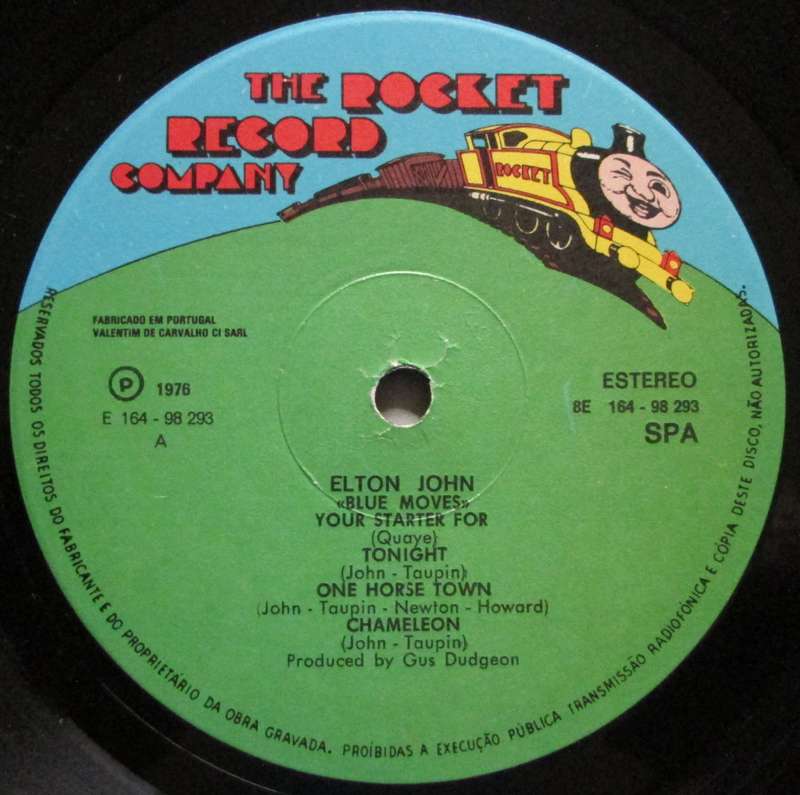 THE ROCKET
RECORD
COMPANY
ROCKET
FABRICADO EM PORTUGAL
VALENTIM DE CARVALHO CI SARL
℗ 1976
E 164 - 98 293
A
ESTEREO
8E 164 - 98 293
SPA
ELTON JOHN
«BLUE MOVES»
YOUR STARTER FOR
(Quaye)
TONIGHT
(John - Taupin)
ONE HORSE TOWN
(John - Taupin - Newton - Howard)
CHAMELEON
(John - Taupin)
Produced by Gus Dudgeon
RESERVADOS TODOS OS DIREITOS DO FABRICANTE E DO PROPRIETARIO DA OBRA GRAVADA. PROÍBIDAS A EXECUÇÃO PÚBLICA TRANSMISSÃO RADIOFÓNICA E CÓPIA DESTE DISCO, NÃO AUTORIZADAS.